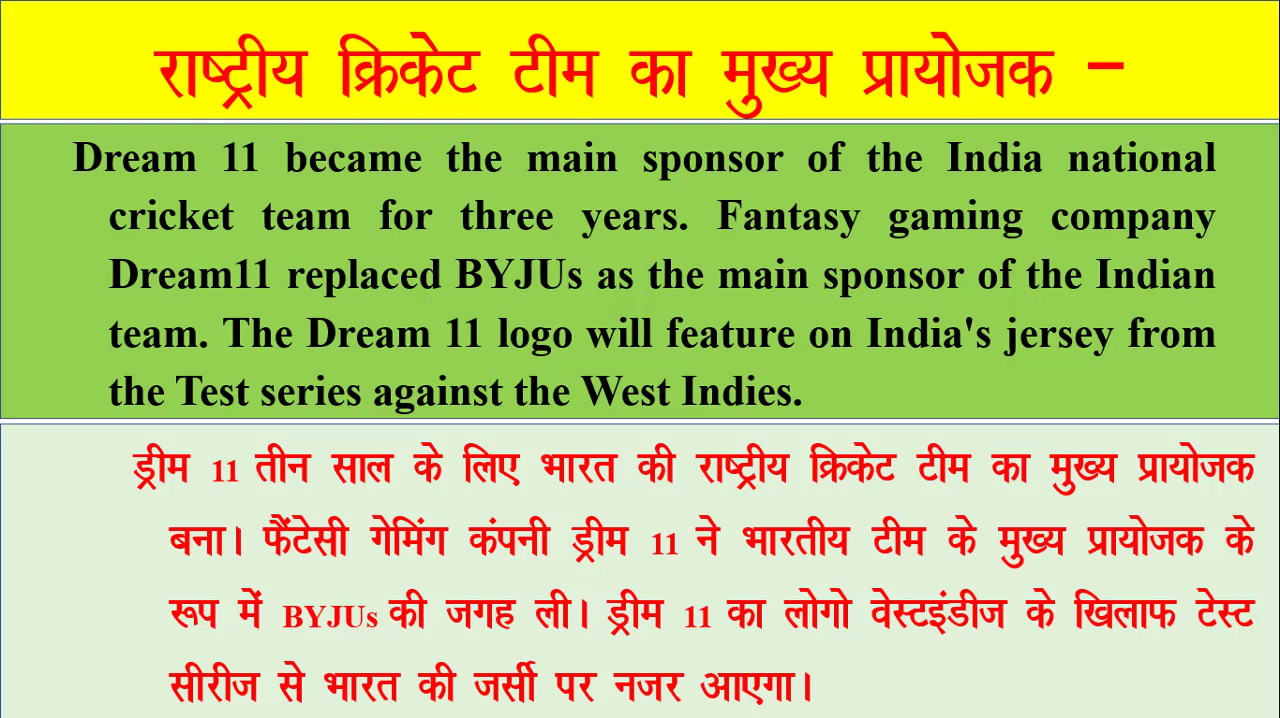 राष्ट्रीय क्रिकेट टीम का मुख्य प्रायोजक –
Dream 11 became the main sponsor of the India national
cricket team for three years. Fantasy gaming company
Dream11 replaced BYJUs as the main sponsor of the Indian
team. The Dream 11 logo will feature on India's jersey from
the Test series against the West Indies.
ड्रीम 11 तीन साल के लिए भारत की राष्ट्रीय क्रिकेट टीम का मुख्य प्रायोजक
बना। फैंटेसी गेमिंग कंपनी ड्रीम 11 ने भारतीय टीम के मुख्य प्रायोजक के
रूप में BYJUs की जगह ली। ड्रीम 11 का लोगो वेस्टइंडीज के खिलाफ टेस्ट
सीरीज से भारत की जर्सी पर नजर आएगा।